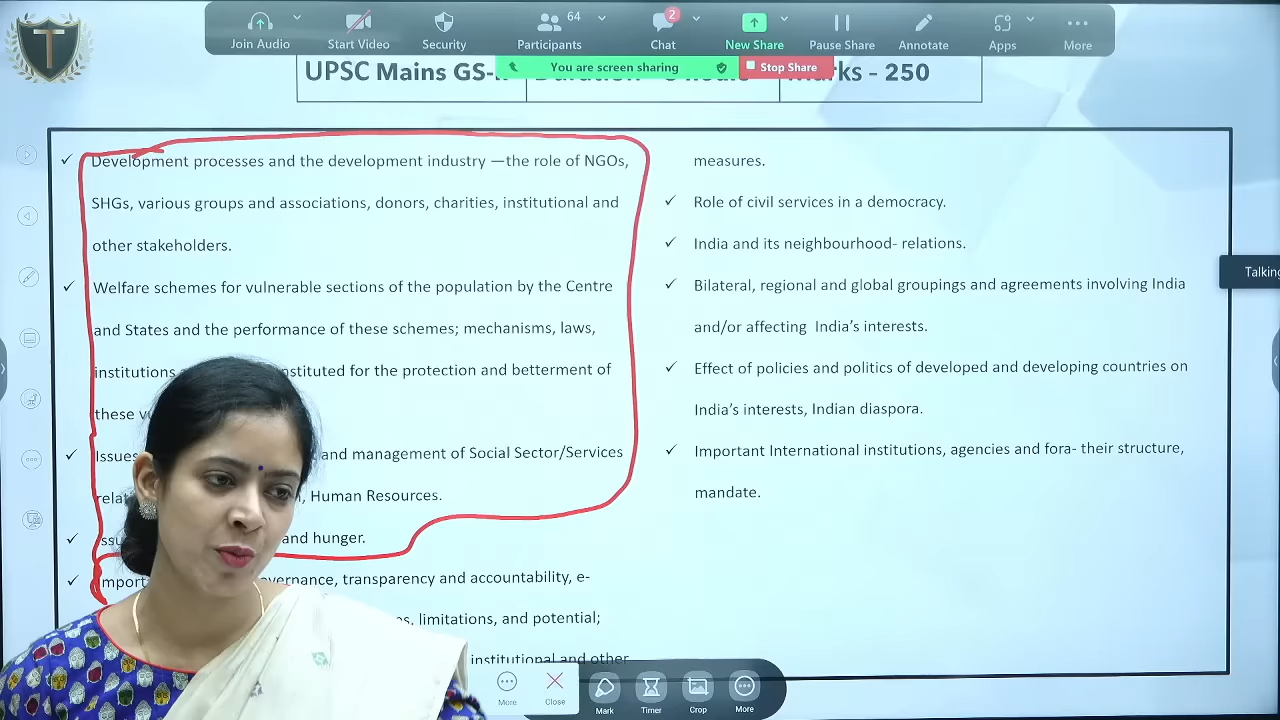 T
Join Audio
Start Video
Security
Participants
64
Chat
2
New Share
Pause Share
Annotate
Apps
More
You are screen sharing
Stop Share
UPSC Mains GS-
Marks - 250
Talking
Development processes and the development industry —the role of NGOs,
SHGs, various groups and associations, donors, charities, institutional and
other stakeholders.
Welfare schemes for vulnerable sections of the population by the Centre
and States and the performance of these schemes; mechanisms, laws,
institutions for the protection and betterment of
these
Issues and management of Social Sector/Services
Human Resources.
and hunger.
transparency and accountability, e-
limitations, and potential;
institutional and other
measures.
Role of civil services in a democracy.
India and its neighbourhood- relations.
Bilateral, regional and global groupings and agreements involving India
and/or affecting India's interests.
Effect of policies and politics of developed and developing countries on
India's interests, Indian diaspora.
Important International institutions, agencies and fora- their structure,
mandate.
More
Close
Mark
Timer
Crop
More